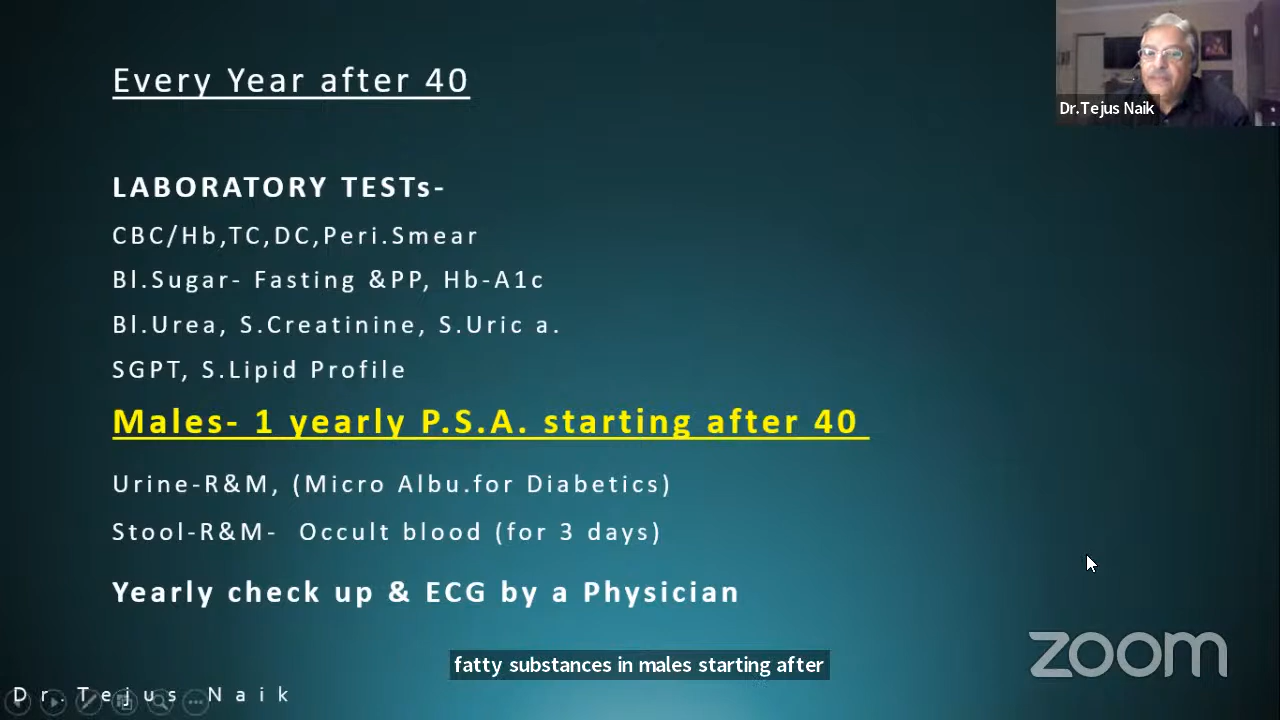 Every Year after 40
Dr.Tejus Naik
LABORATORY TESTs-
CBC/Hb,TC,DC,Peri.Smear
Bl.Sugar- Fasting &PP, Hb-A1c
Bl.Urea, S.Creatinine, S.Uric a.
SGPT, S.Lipid Profile
Males- 1 yearly P.S.A. starting after 40
Urine-R&M, (Micro Albu.for Diabetics)
Stool-R&M- Occult blood (for 3 days)
Yearly check up & ECG by a Physician
fatty substances in males starting after
zoom
Dr. Tejus Naik